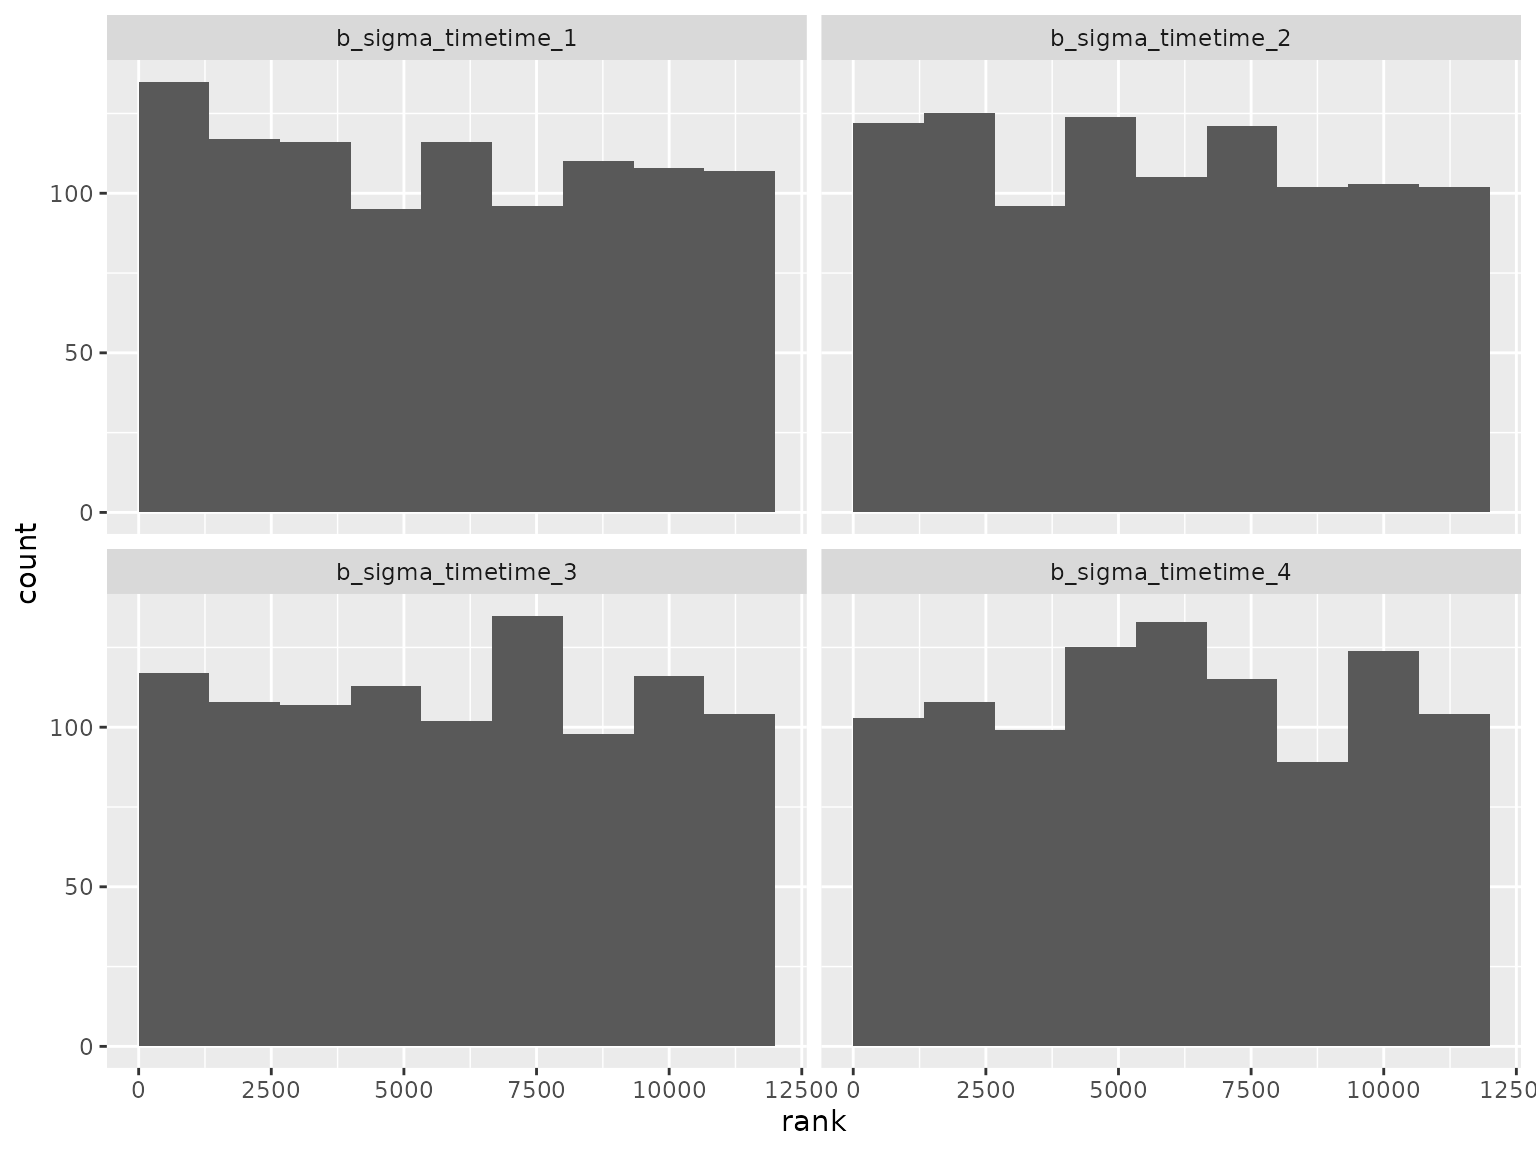 b_sigma_timetime_1
b_sigma_timetime_2
100
50
0
b_sigma_timetime_3
b_sigma_timetime_4
100
50
0
count
0 2500 5000 7500 10000 12500
0 2500 5000 7500 10000 1250
rank